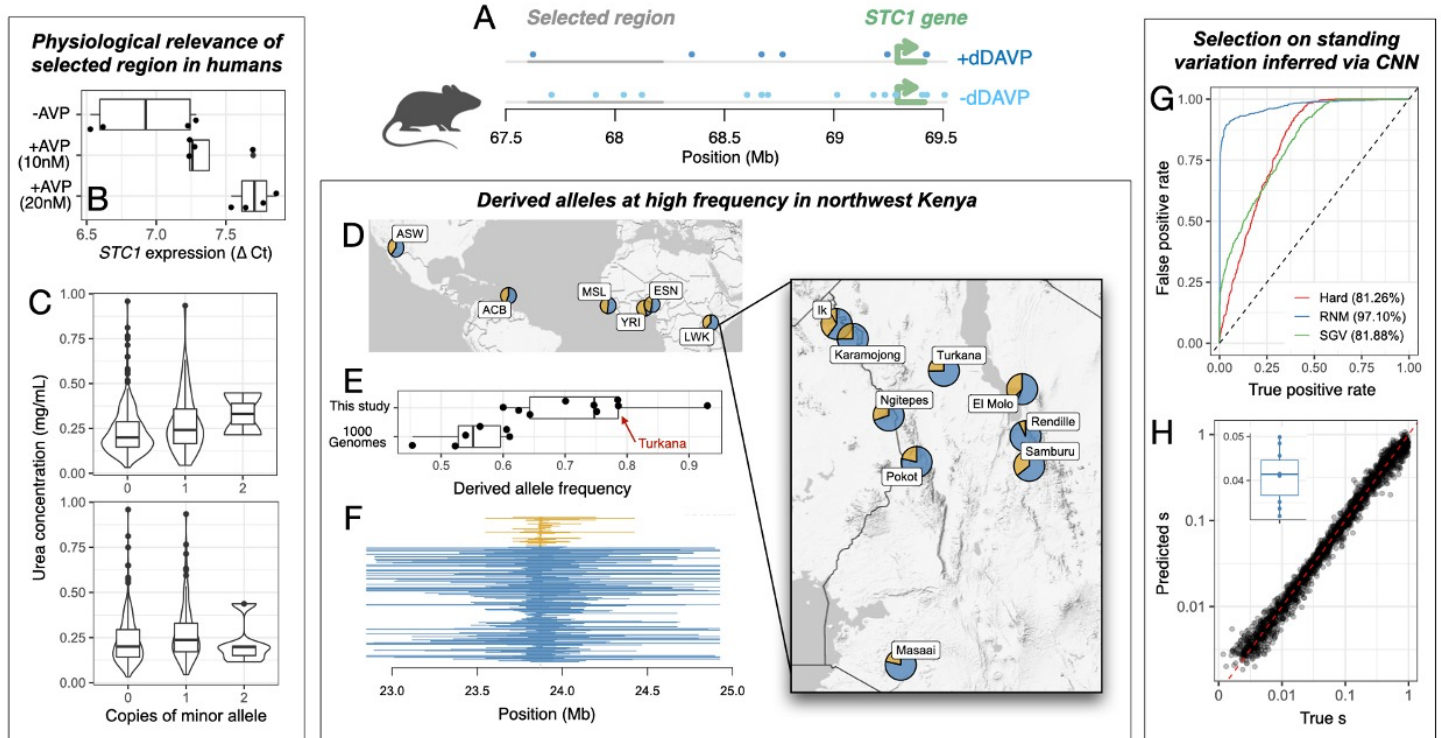 Physiological relevance of
selected region in humans
-AVP
+AVP
(10nM)
+AVP
(20nM)
B
6.5 7.0 7.5
STC1 expression (Δ Ct)
C
Urea concentration (mg/mL)
1.00
0.75
0.50
0.25
0.00
0 1 2
1.00
0.75
0.50
0.25
0.00
0 1 2
Copies of minor allele
A
Selected region STC1 gene
+dDAVP
-dDAVP
67.5 68 68.5 69 69.5
Position (Mb)
Derived alleles at high frequency in northwest Kenya
D
ASW
ACB
MSL
ESN
YRI
LWK
E
This study
1000
Genomes
Turkana
0.5 0.6 0.7 0.8 0.9
Derived allele frequency
F
23.0 23.5 24.0 24.5 25.0
Position (Mb)
Ik
Karamojong
Turkana
Ngitepes
El Molo
Rendille
Samburu
Pokot
Masaai
Selection on standing
variation inferred via CNN
G
False positive rate
1.00
0.75
0.50
0.25
0.00
Hard (81.26%)
RNM (97.10%)
SGV (81.88%)
0.00 0.25 0.50 0.75 1.00
True positive rate
H
Predicted s
1
0.1
0.01
0.05
0.04
0 0.01 0.1 1
True s